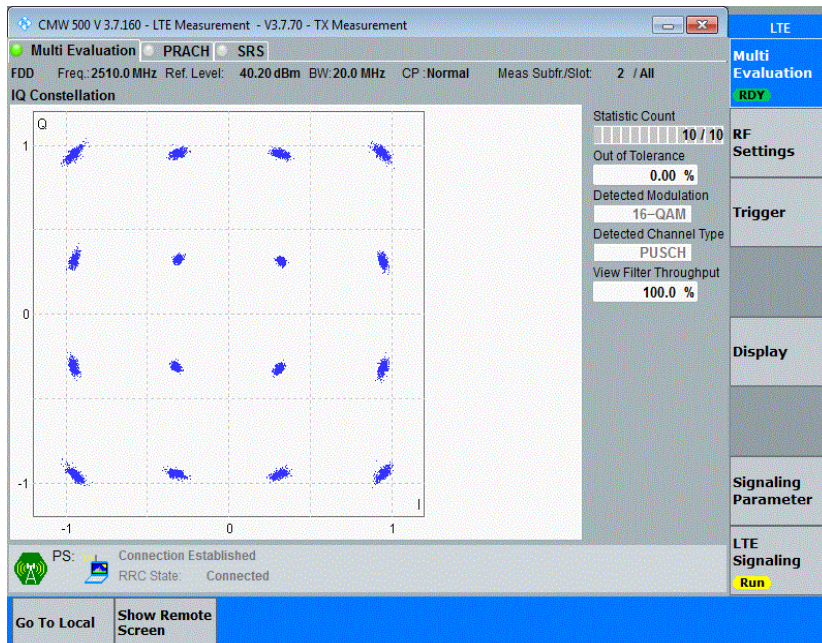 CMW 500 V 3.7.160 - LTE Measurement - V3.7.70 - TX Measurement
Multi Evaluation PRACH SRS
FDD Freq.: 2510.0 MHz Ref. Level: 40.20 dBm BW: 20.0 MHz CP : Normal Meas Subfr./Slot: 2 / All
IQ Constellation
Q
1
0
-1
-1 0 1
I
Statistic Count
10 / 10
Out of Tolerance
0.00 %
Detected Modulation
16-QAM
Detected Channel Type
PUSCH
View Filter Throughput
100.0 %
PS: Connection Established
RRC State: Connected
LTE
Multi
Evaluation
RDY
RF
Settings
Trigger
Display
Signaling
Parameter
LTE
Signaling
Run
Go To Local
Show Remote
Screen